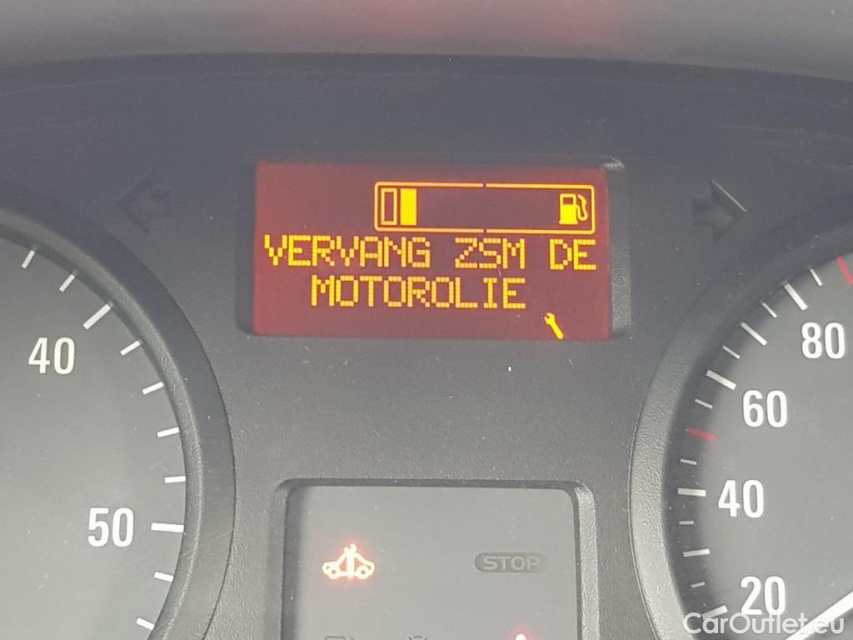 VERVANG ZSM DE
MOTOROLIE
40
50
80
60
40
20
STOP
CarOutlet.eu